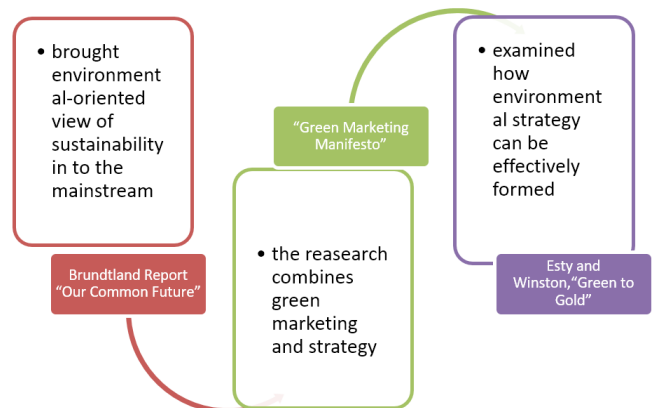 • brought
environment
al-oriented
view of
sustainability
in to the
mainstream
Brundtland Report
“Our Common Future”
“Green Marketing
Manifesto”
• the reasearch
combines
green
marketing
and strategy
• examined
how
environment
al strategy
can be
effectively
formed
Esty and
Winston,“Green to
Gold”